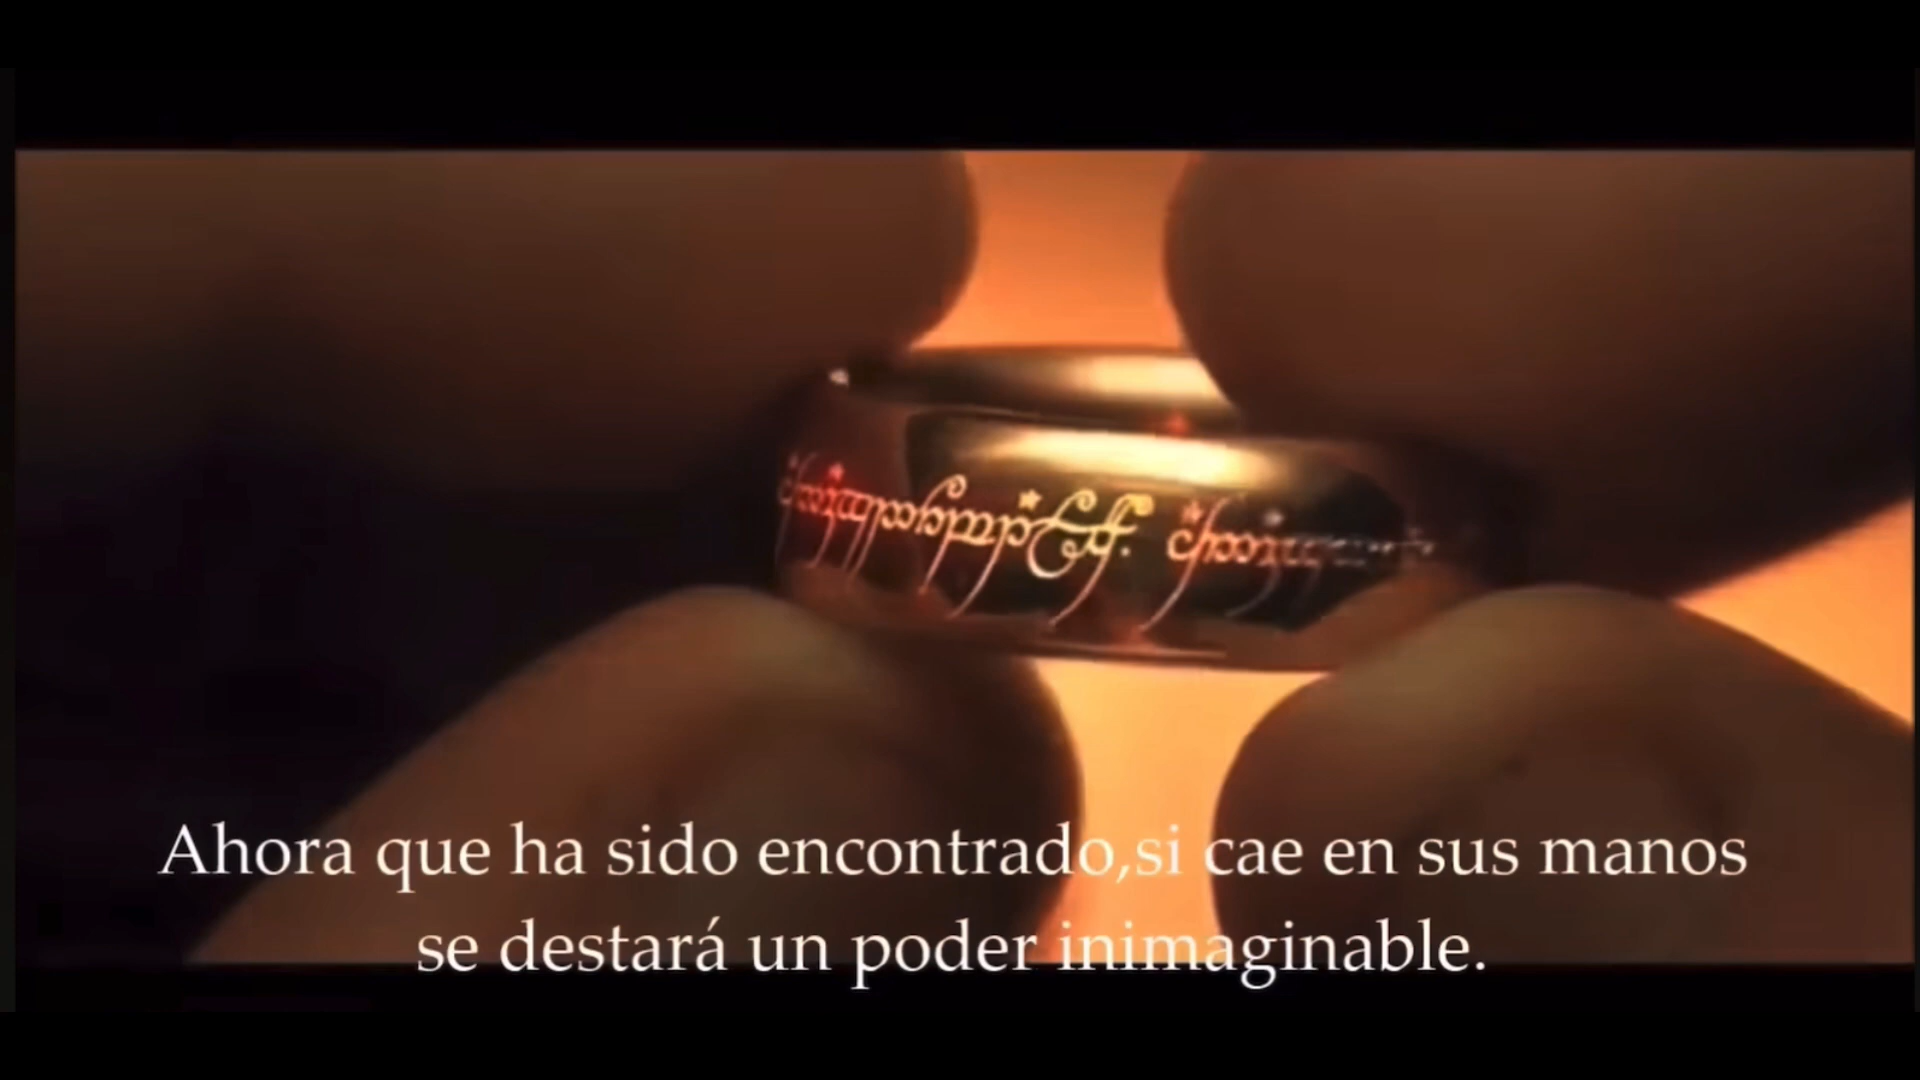 Ahora que ha sido encontrado,si cae en sus manos
se destará un poder inimaginable.